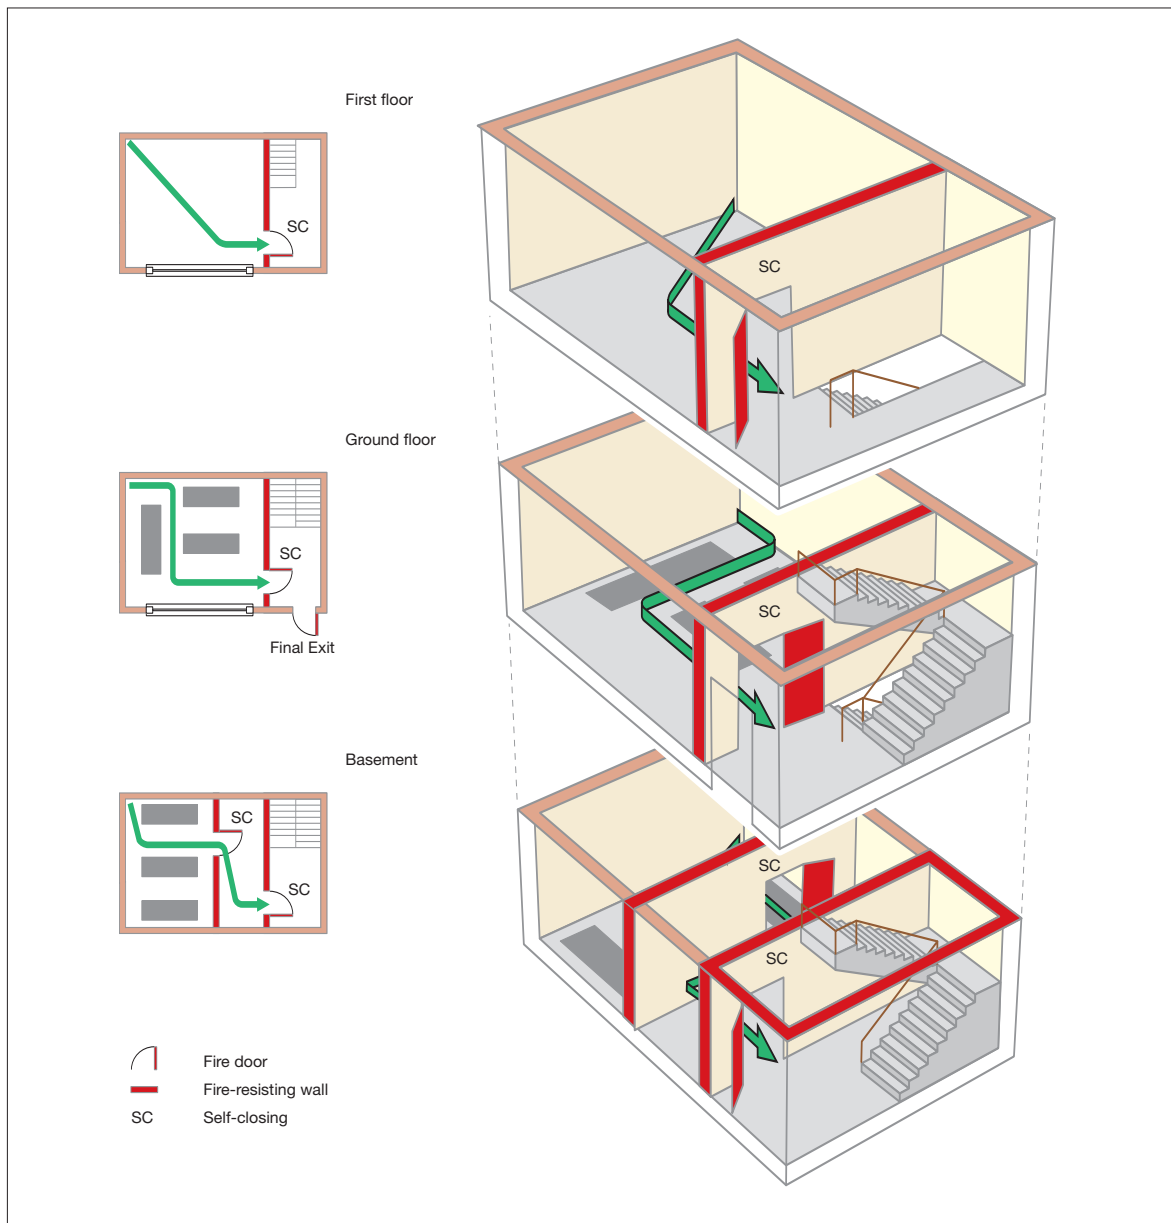 First floor
SC
SC
Ground floor
SC
SC
Final Exit
Basement
SC
SC
SC
SC
Fire door
Fire-resisting wall
SC Self-closing